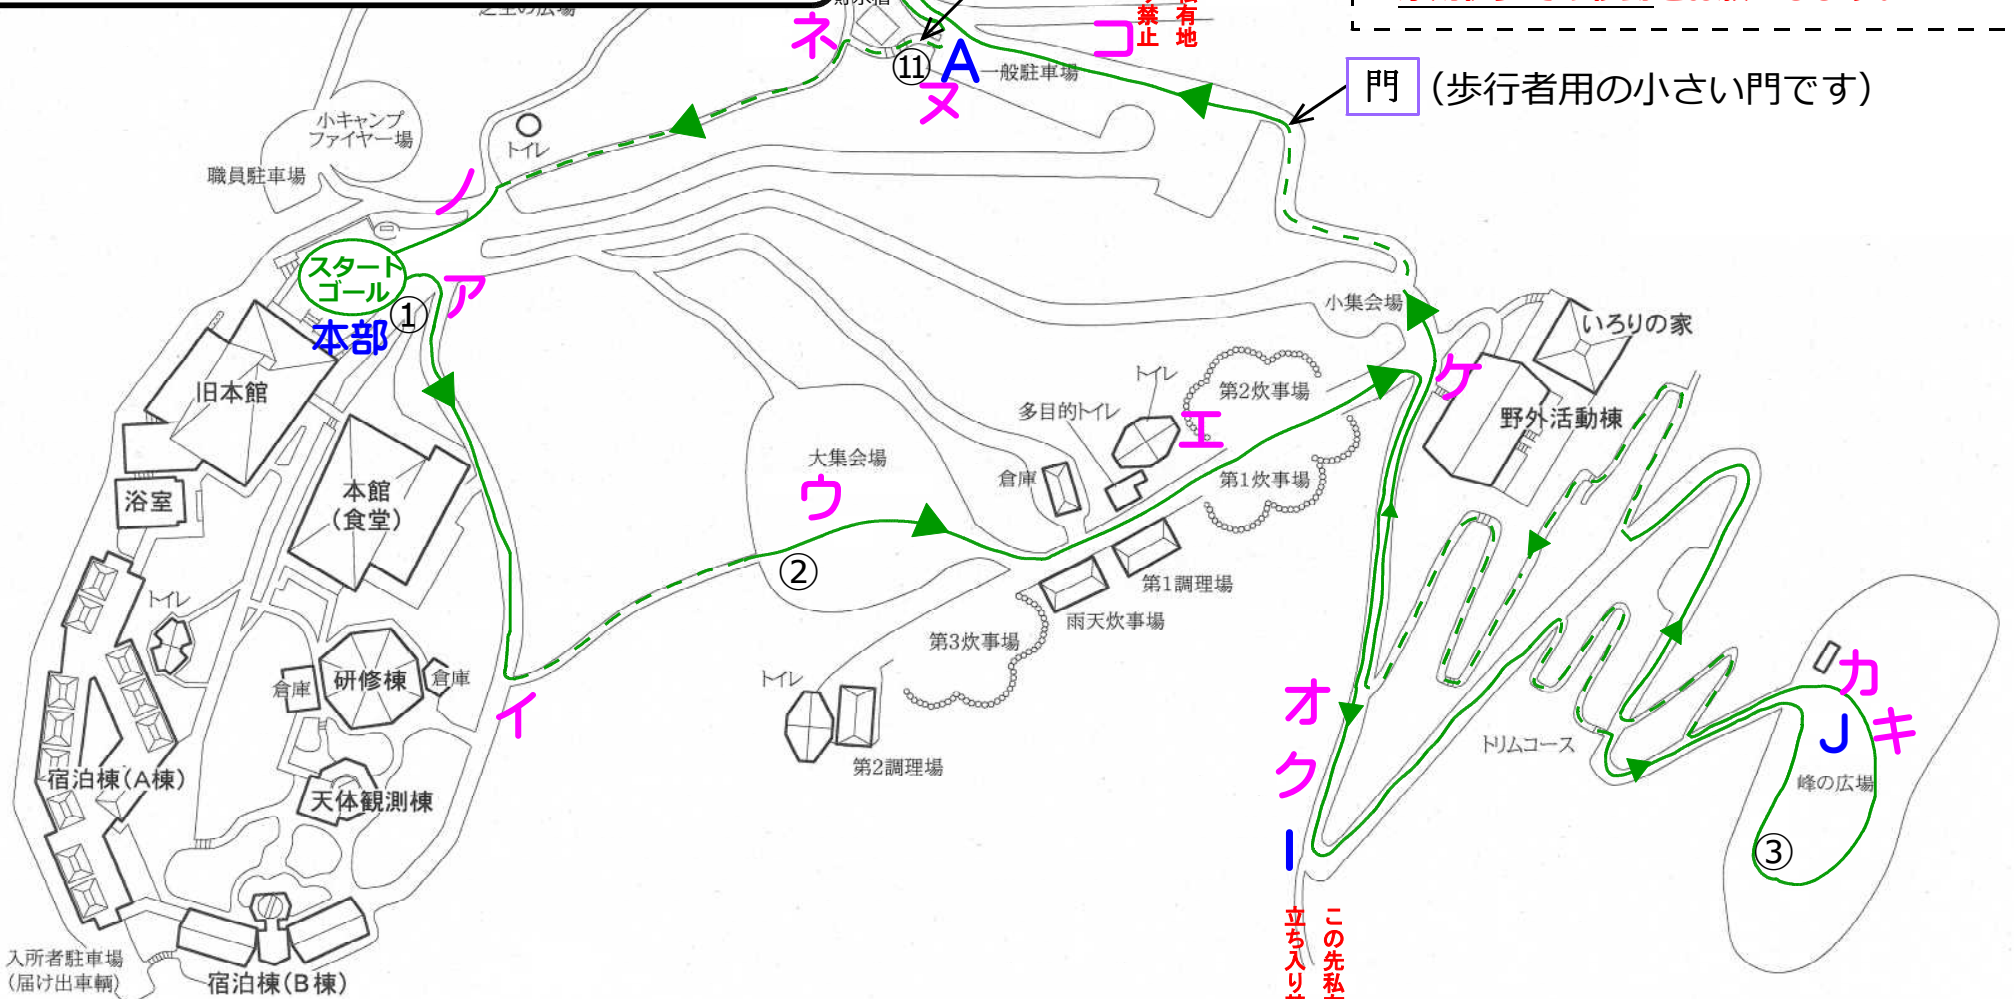 ネ
コ
有地
禁止
A
⑪
ヌ
一般駐車場
門
(歩行者用の小さい門です)
小キャンプ
ファイヤー場
トイレ
職員駐車場
ノ
スタート
ゴール
ア
①
本部
小集会場
いろりの家
旧本館
トイレ
第2炊事場
ケ
多目的トイレ
エ
野外活動棟
大集会場
倉庫
第1炊事場
ウ
浴室
本館
(食堂)
②
第1調理場
雨天炊事場
トイレ
第3炊事場
倉庫
研修棟
倉庫
トイレ
イ
オ
カ
キ
J
トリムコース
ク
第2調理場
宿泊棟(A棟)
天体観測棟
峰の広場
I
③
この先私
立ち入り
入所者駐車場
(届け出車輌)
宿泊棟(B棟)